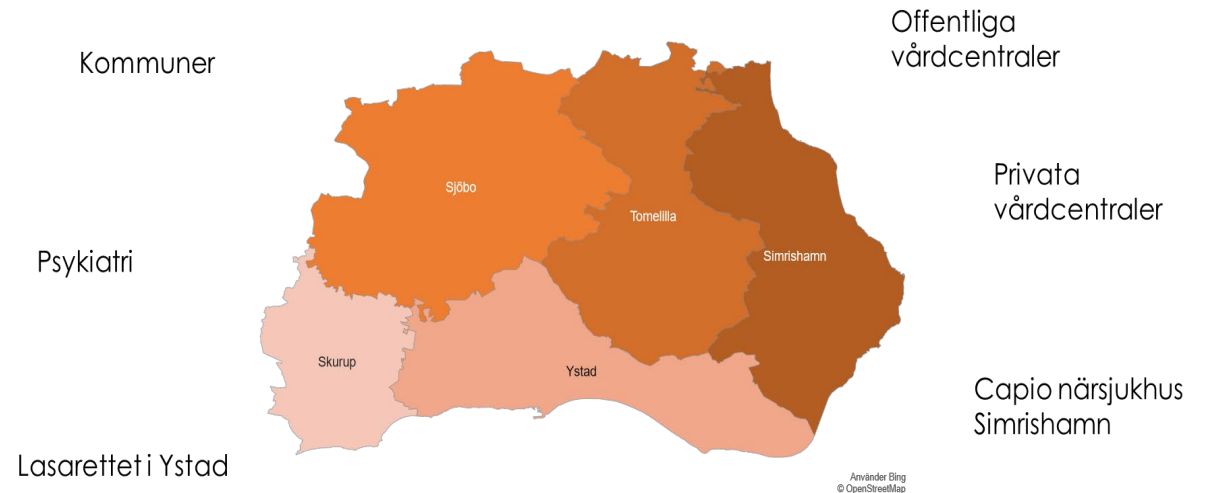 Offentliga
vårdcentraler
Kommuner
Privata
vårdcentraler
Sjöbo
Tomelilla
Simrishamn
Psykiatri
Skurup
Ystad
Capio närsjukhus
Simrishamn
Lasarettet i Ystad
Använder Bing
© OpenStreetMap